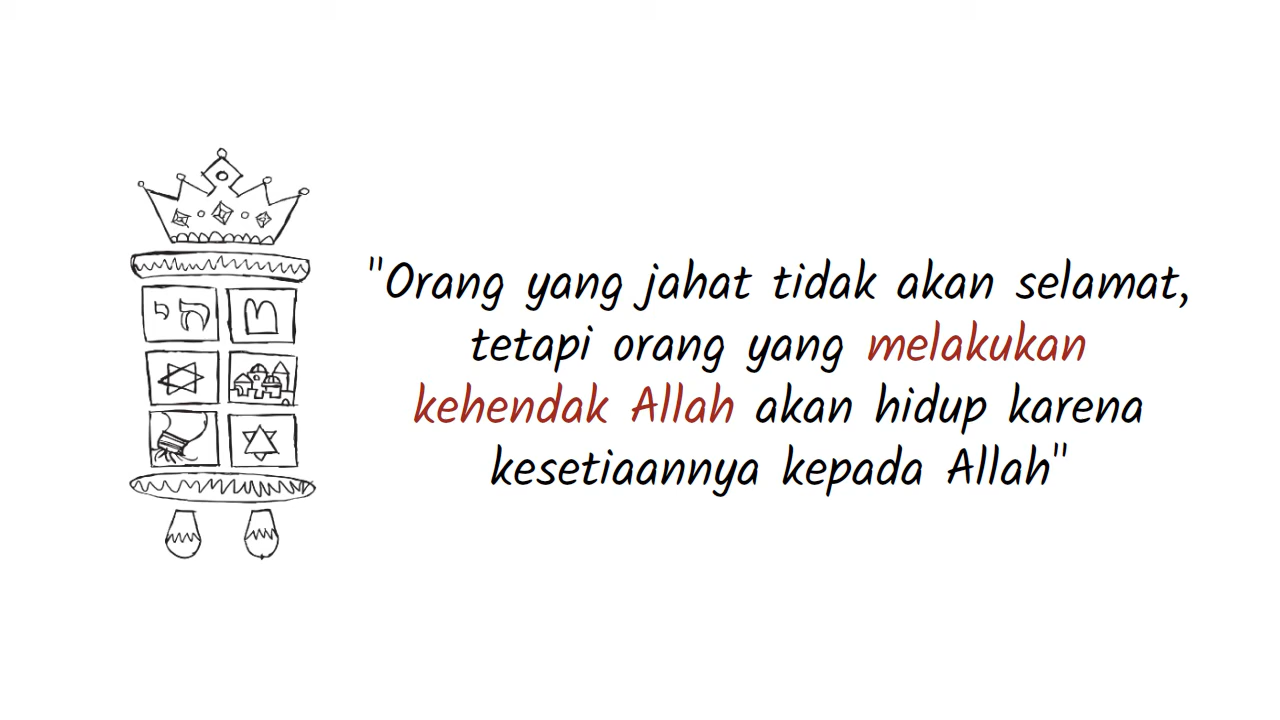 "Orang yang jahat tidak akan selamat,
tetapi orang yang melakukan
kehendak Allah akan hidup karena
kesetiaannya kepada Allah"